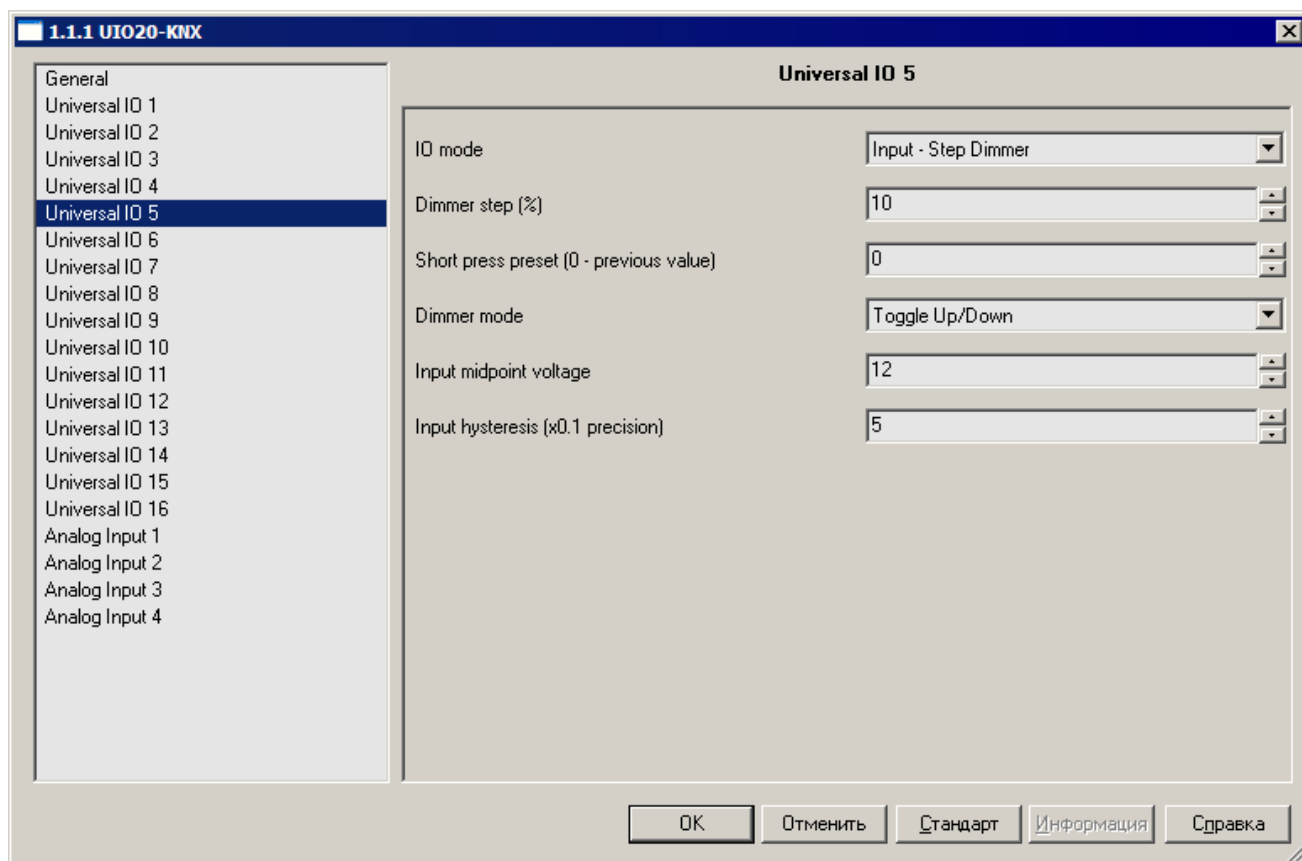 1.1.1 UIO20-KNX
General
Universal IO 1
Universal IO 2
Universal IO 3
Universal IO 4
Universal IO 5
Universal IO 6
Universal IO 7
Universal IO 8
Universal IO 9
Universal IO 10
Universal IO 11
Universal IO 12
Universal IO 13
Universal IO 14
Universal IO 15
Universal IO 16
Analog Input 1
Analog Input 2
Analog Input 3
Analog Input 4
Universal IO 5
IO mode Input - Step Dimmer
Dimmer step (%) 10
Short press preset (0 - previous value) 0
Dimmer mode Toggle Up/Down
Input midpoint voltage 12
Input hysteresis (x0.1 precision) 5
OK Отменить Стандарт Информация Справка